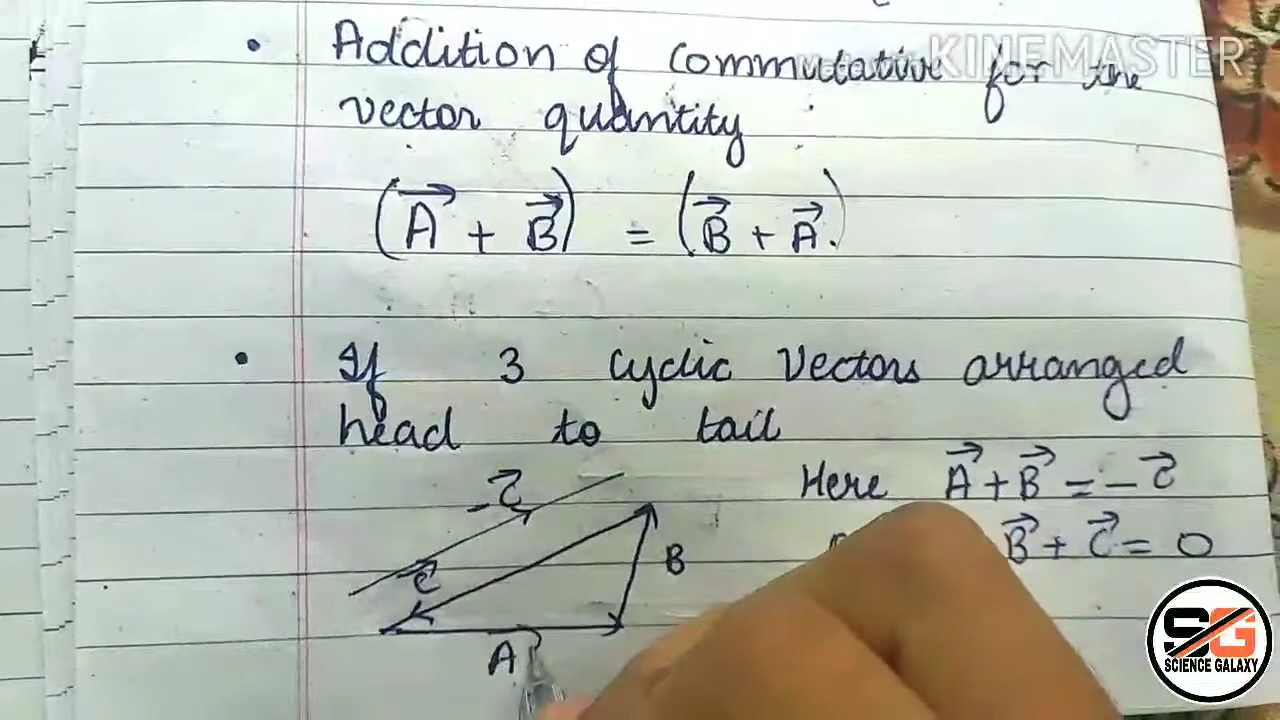 • Addition of commutative for the
vector quantity
(A⃗ + B⃗) = (B⃗ + A⃗.)
• If 3 cyclic vectors arranged
head to tail
Here A⃗ + B⃗ = - C⃗
B⃗ + C⃗ = 0
- C⃗
C⃗
B
A
KINEMASTER
SG
SCIENCE GALAXY